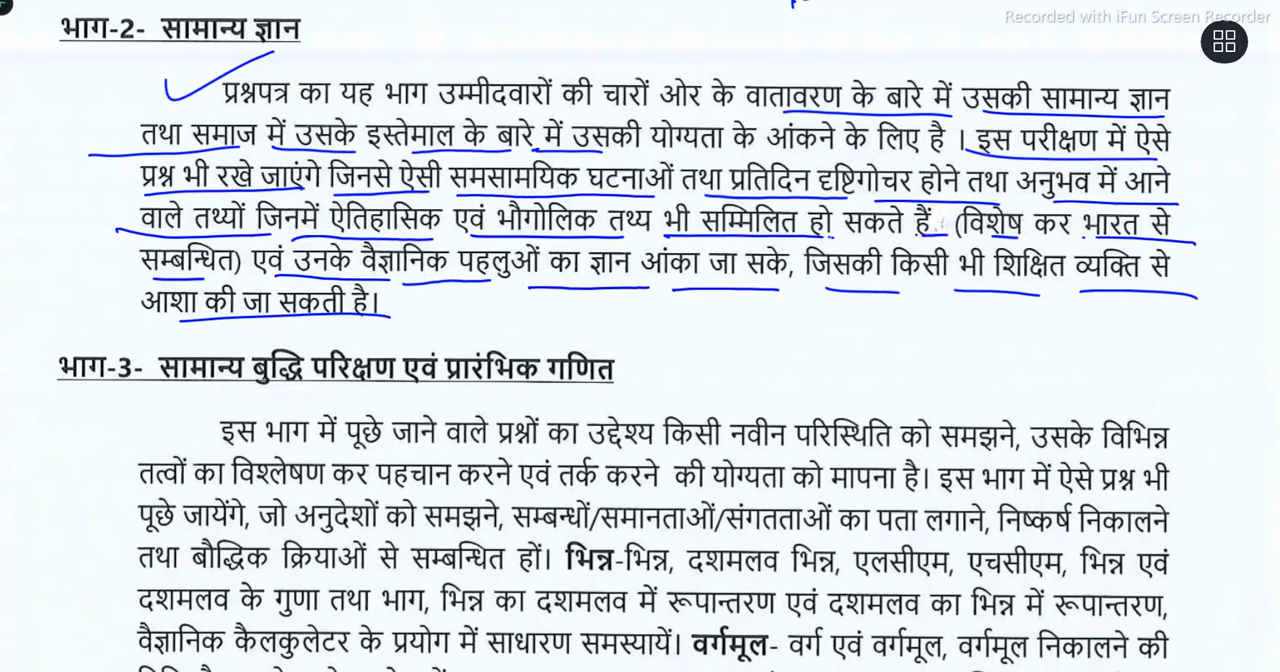 Recorded with iFun Screen Recorder
भाग-2- सामान्य ज्ञान
प्रश्नपत्र का यह भाग उम्मीदवारों की चारों ओर के वातावरण के बारे में उसकी सामान्य ज्ञान
तथा समाज में उसके इस्तेमाल के बारे में उसकी योग्यता के आंकने के लिए है । इस परीक्षण में ऐसे
प्रश्न भी रखे जाएंगे जिनसे ऐसी समसामयिक घटनाओं तथा प्रतिदिन दृष्टिगोचर होने तथा अनुभव में आने
वाले तथ्यों जिनमें ऐतिहासिक एवं भौगोलिक तथ्य भी सम्मिलित हो सकते हैं (विशेष कर भारत से
सम्बन्धित) एवं उनके वैज्ञानिक पहलुओं का ज्ञान आंका जा सके, जिसकी किसी भी शिक्षित व्यक्ति से
आशा की जा सकती है।
भाग-3- सामान्य बुद्धि परिक्षण एवं प्रारंभिक गणित
इस भाग में पूछे जाने वाले प्रश्नों का उद्देश्य किसी नवीन परिस्थिति को समझने, उसके विभिन्न
तत्वों का विश्लेषण कर पहचान करने एवं तर्क करने की योग्यता को मापना है। इस भाग में ऐसे प्रश्न भी
पूछे जायेंगे, जो अनुदेशों को समझने, सम्बन्धों/समानताओं/संगतताओं का पता लगाने, निष्कर्ष निकालने
तथा बौद्धिक क्रियाओं से सम्बन्धित हों। भिन्न-भिन्न, दशमलव भिन्न, एलसीएम, एचसीएम, भिन्न एवं
दशमलव के गुणा तथा भाग, भिन्न का दशमलव में रूपान्तरण एवं दशमलव का भिन्न में रूपान्तरण,
वैज्ञानिक कैलकुलेटर के प्रयोग में साधारण समस्यायें। वर्गमूल- वर्ग एवं वर्गमूल, वर्गमूल निकालने की